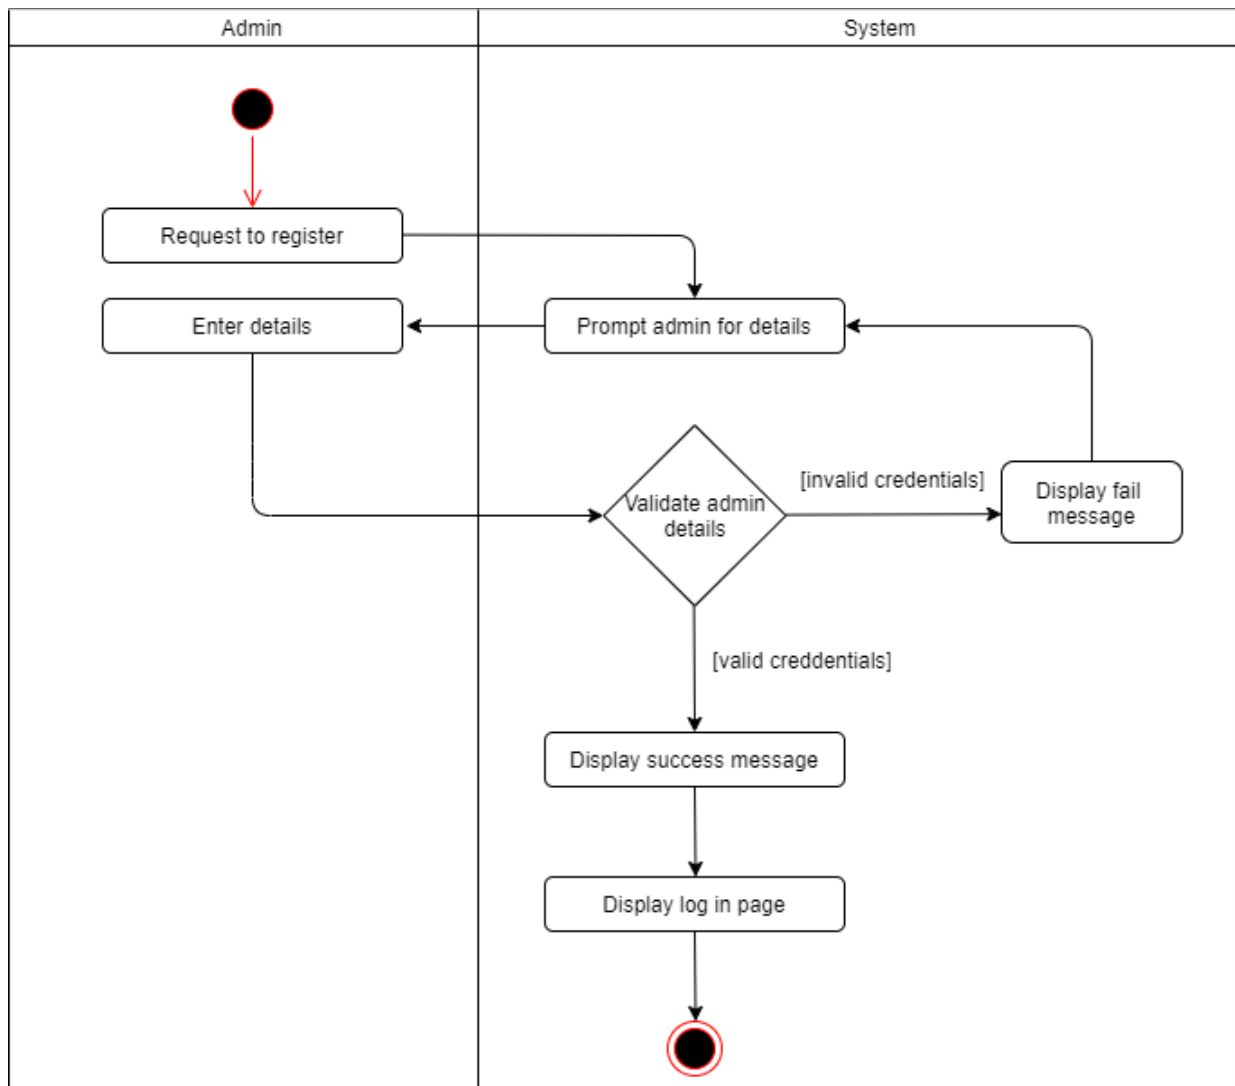 Admin
System
Request to register
Enter details
Prompt admin for details
Validate admin
details
[invalid credentials]
Display fail
message
[valid creddentials]
Display success message
Display log in page